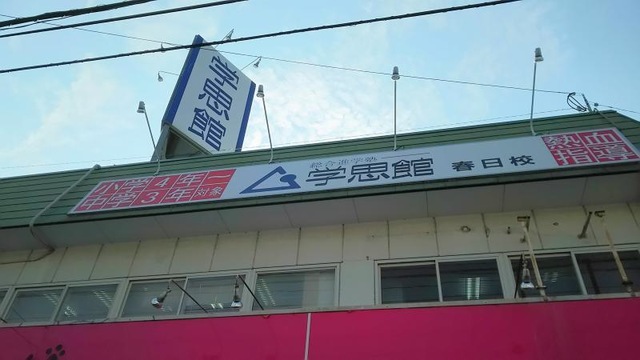 学思館
小学4年ー
中学3年対象
総合進学塾
学思館 春日校
熱血
指導